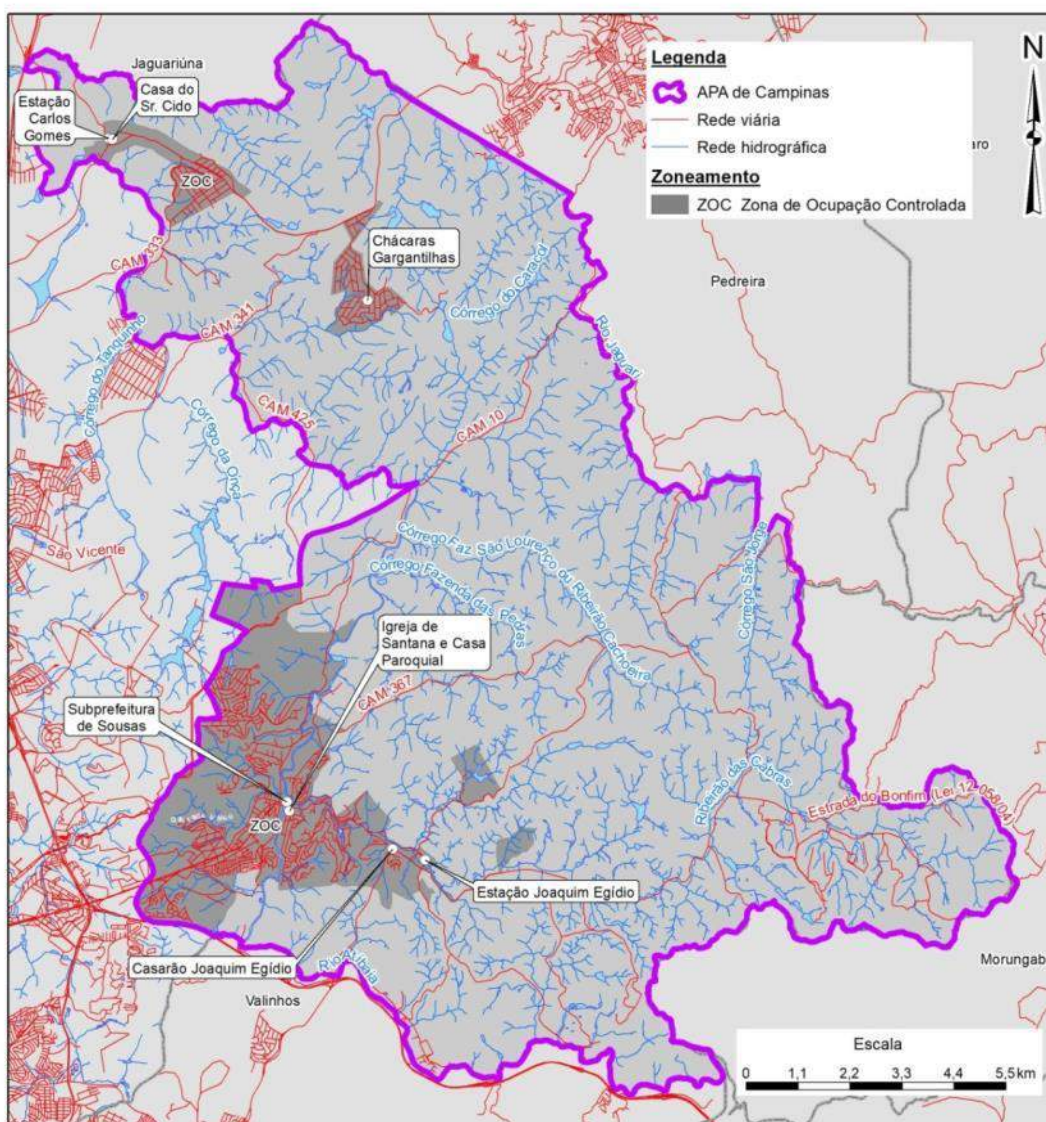 Jaguariúna
Casa do
Sr. Cido
Estação
Carlos
Gomes
ZOC
CAM 333
Chácaras
Gargantilhas
CAM 341
Córrego do Caracol
Córrego do Tanquinho
Córrego da Onça
CAM 425
CAM 10
Rio Jaguarí
Pedreira
aro
N
Legenda
APA de Campinas
Rede viária
Rede hidrográfica
Zoneamento
ZOC Zona de Ocupação Controlada
São Vicente
Córrego Faz São Lourenço ou Ribeirão Cachoeira
Córrego Fazenda das Pedras
Córrego São Jorge
Igreja de
Santana e Casa
Paroquial
CAM 367
Subprefeitura
de Sousas
ZOC
Ribeirão das Cabras
Estrada do Bonfim (Lei 12.058/04)
Estação Joaquim Egídio
Casarão Joaquim Egídio
Rio Atibaia
Valinhos
Morungab
Escala
0 1,1 2,2 3,3 4,4 5,5 km